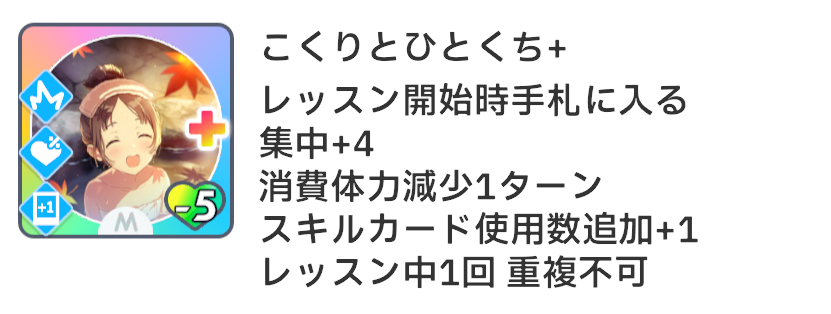 こくりとひとくち+
レッスン開始時手札に入る
集中+4
消費体力減少1ターン
スキルカード使用数追加+1
レッスン中1回 重複不可
%
+1
+
M
-5